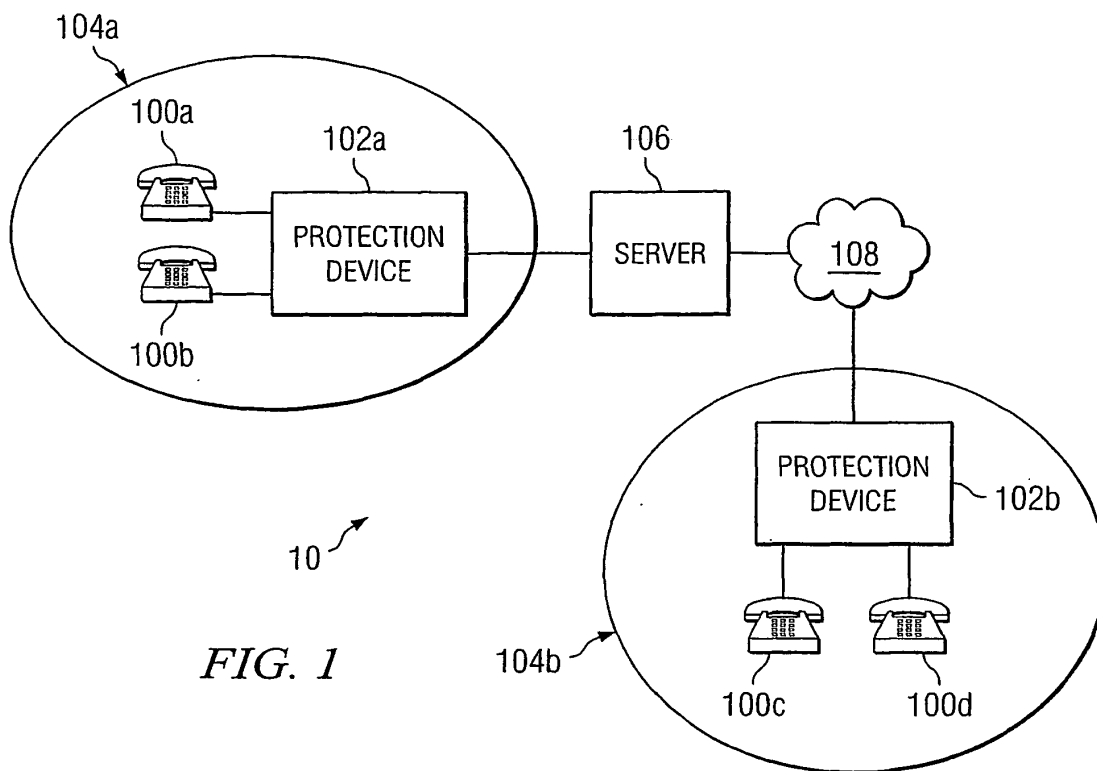 104a
100a
102a
106
PROTECTION
DEVICE
SERVER
108
100b
PROTECTION
DEVICE
102b
10
FIG. 1
104b
100c
100d